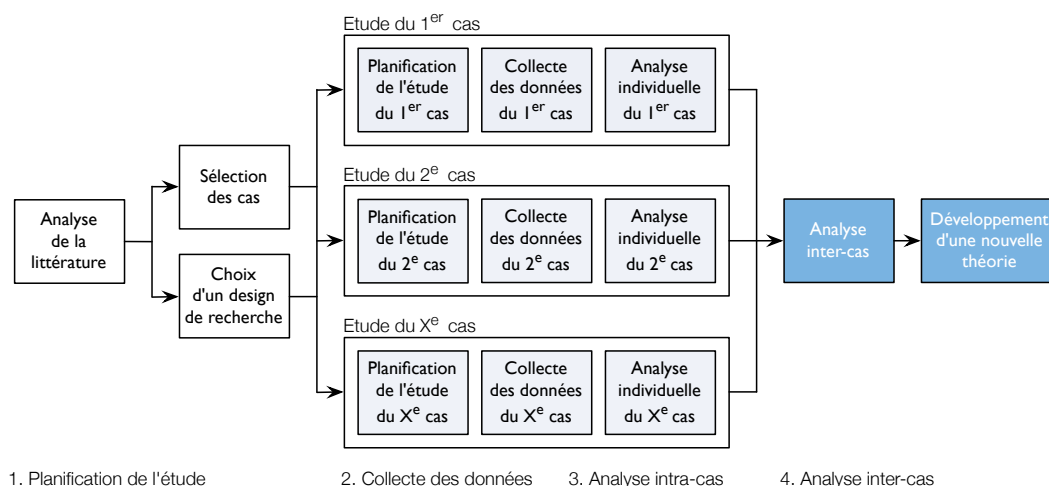 Etude du 1er cas
Planification
de l'étude
du 1er cas
Collecte
des données
du 1er cas
Analyse
individuelle
du 1er cas
Analyse
de la
littérature
Sélection
des cas
Choix
d'un design
de recherche
Etude du 2e cas
Planification
de l'étude
du 2e cas
Collecte
des données
du 2e cas
Analyse
individuelle
du 2e cas
Etude du Xe cas
Planification
de l'étude
du Xe cas
Collecte
des données
du Xe cas
Analyse
individuelle
du Xe cas
Analyse
inter-cas
Développement
d'une nouvelle
théorie
1. Planification de l'étude
2. Collecte des données
3. Analyse intra-cas
4. Analyse inter-cas